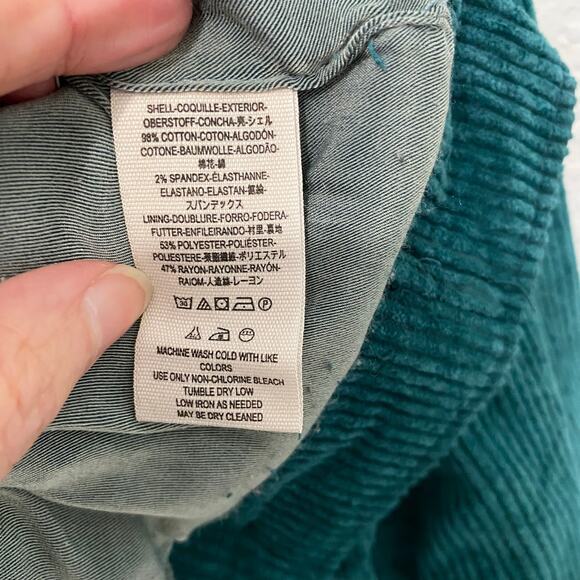 SHELL-COQUILLE-EXTERIOR-
OBERSTOFF-CONCHA-売-シェル
98% COTTON-COTON-ALGODÓN-
COTONE-BAUMWOLLE-ALGODÃO-
棉花-綿
2% SPANDEX-ÉLASTHANNE-
ELASTANO-ELASTAN-氨綸-
スパンデックス
LINING-DOUBLURE-FORRO-FODERA-
FUTTER-ENFILEIRANDO-衬里-裏地
53% POLYESTER-POLIÉSTER-
POLIESTERE-聚酯纖維-ポリエステル
47% RAYON-RAYONNE-RAYÓN-
RAIOM-人造絲-レーヨン
30
P
MACHINE WASH COLD WITH LIKE
COLORS
USE ONLY NON-CHLORINE BLEACH
TUMBLE DRY LOW
LOW IRON AS NEEDED
MAY BE DRY CLEANED